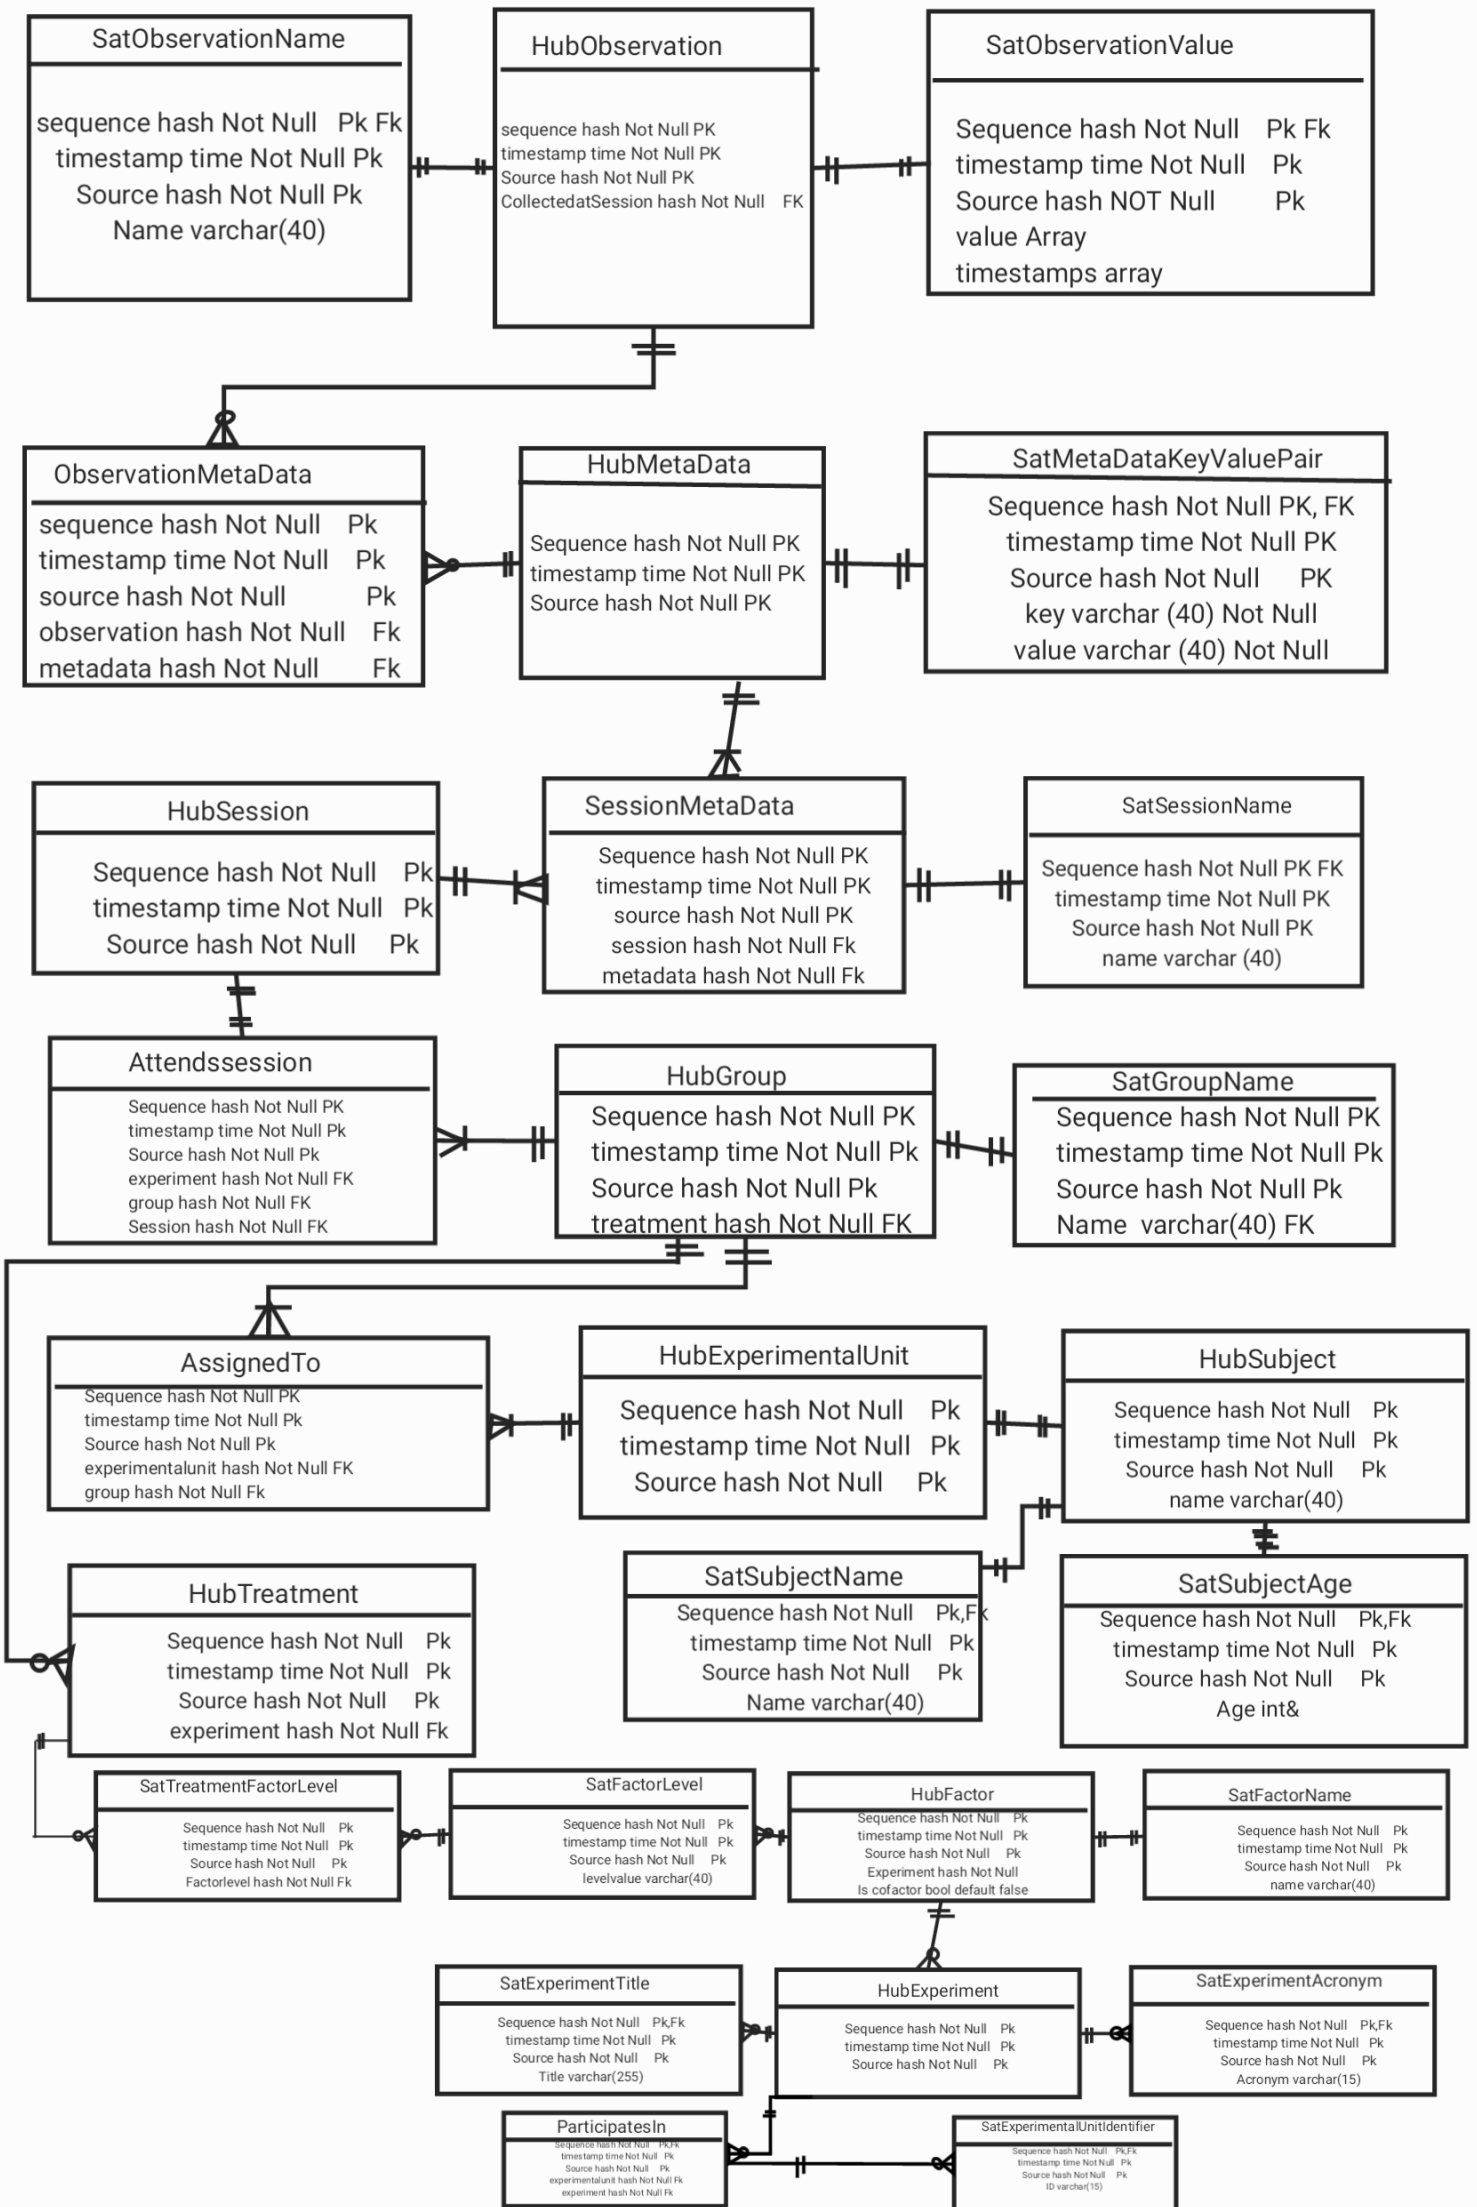 SatObservationName
sequence hash Not Null Pk Fk
timestamp time Not Null Pk
Source hash Not Null Pk
Name varchar(40)
HubObservation
sequence hash Not Null PK
timestamp time Not Null PK
Source hash Not Null PK
CollectedatSession hash Not Null FK
SatObservationValue
Sequence hash Not Null Pk Fk
timestamp time Not Null Pk
Source hash NOT Null Pk
value Array
timestamps array
ObservationMetaData
sequence hash Not Null Pk
timestamp time Not Null Pk
source hash Not Null Pk
observation hash Not Null Fk
metadata hash Not Null Fk
HubMetaData
Sequence hash Not Null PK
timestamp time Not Null PK
Source hash Not Null PK
SatMetaDataKeyValuePair
Sequence hash Not Null PK, FK
timestamp time Not Null PK
Source hash Not Null PK
key varchar (40) Not Null
value varchar (40) Not Null
HubSession
Sequence hash Not Null Pk
timestamp time Not Null Pk
Source hash Not Null Pk
SessionMetaData
Sequence hash Not Null PK
timestamp time Not Null PK
source hash Not Null PK
session hash Not Null Fk
metadata hash Not Null Fk
SatSessionName
Sequence hash Not Null PK FK
timestamp time Not Null PK
Source hash Not Null PK
name varchar (40)
Attendssession
Sequence hash Not Null PK
timestamp time Not Null Pk
Source hash Not Null Pk
experiment hash Not Null FK
group hash Not Null FK
Session hash Not Null FK
HubGroup
Sequence hash Not Null PK
timestamp time Not Null Pk
Source hash Not Null Pk
treatment hash Not Null FK
SatGroupName
Sequence hash Not Null PK
timestamp time Not Null Pk
Source hash Not Null Pk
Name varchar(40) FK
AssignedTo
Sequence hash Not Null PK
timestamp time Not Null Pk
Source hash Not Null Pk
experimentalunit hash Not Null FK
group hash Not Null Fk
HubExperimentalUnit
Sequence hash Not Null Pk
timestamp time Not Null Pk
Source hash Not Null Pk
HubSubject
Sequence hash Not Null Pk
timestamp time Not Null Pk
Source hash Not Null Pk
name varchar(40)
HubTreatment
Sequence hash Not Null Pk
timestamp time Not Null Pk
Source hash Not Null Pk
experiment hash Not Null Fk
SatSubjectName
Sequence hash Not Null Pk,Fk
timestamp time Not Null Pk
Source hash Not Null Pk
Name varchar(40)
SatSubjectAge
Sequence hash Not Null Pk,Fk
timestamp time Not Null Pk
Source hash Not Null Pk
Age int&
SatTreatmentFactorLevel
Sequence hash Not Null Pk
timestamp time Not Null Pk
Source hash Not Null Pk
Factorlevel hash Not Null Fk
SatFactorLevel
Sequence hash Not Null Pk
timestamp time Not Null Pk
Source hash Not Null Pk
levelvalue varchar(40)
HubFactor
Sequence hash Not Null Pk
timestamp time Not Null Pk
Source hash Not Null Pk
Experiment hash Not Null
Is cofactor bool default false
SatFactorName
Sequence hash Not Null Pk
timestamp time Not Null Pk
Source hash Not Null Pk
name varchar(40)
SatExperimentTitle
Sequence hash Not Null Pk,Fk
timestamp time Not Null Pk
Source hash Not Null Pk
Title varchar(255)
HubExperiment
Sequence hash Not Null Pk
timestamp time Not Null Pk
Source hash Not Null Pk
SatExperimentAcronym
Sequence hash Not Null Pk,Fk
timestamp time Not Null Pk
Source hash Not Null Pk
Acronym varchar(15)
ParticipatesIn
Sequence hash Not Null Pk,Fk
timestamp time Not Null Pk
Source hash Not Null Pk
experimentalunit hash Not Null Fk
experiment hash Not Null Fk
SatExperimentalUnitIdentifier
Sequence hash Not Null Pk,Fk
timestamp time Not Null Pk
Source hash Not Null Pk
ID varchar(15)